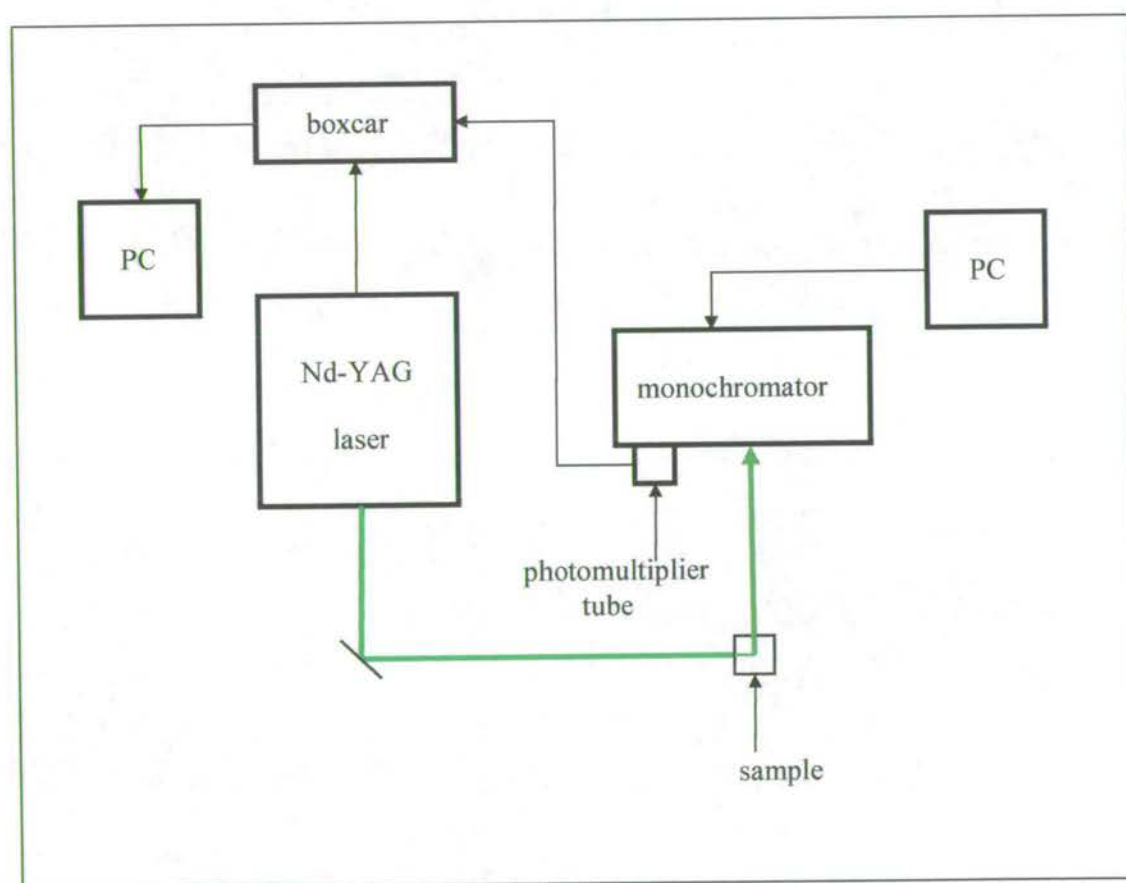 boxcar
PC
PC
Nd-YAG
laser
monochromator
photomultiplier
tube
sample